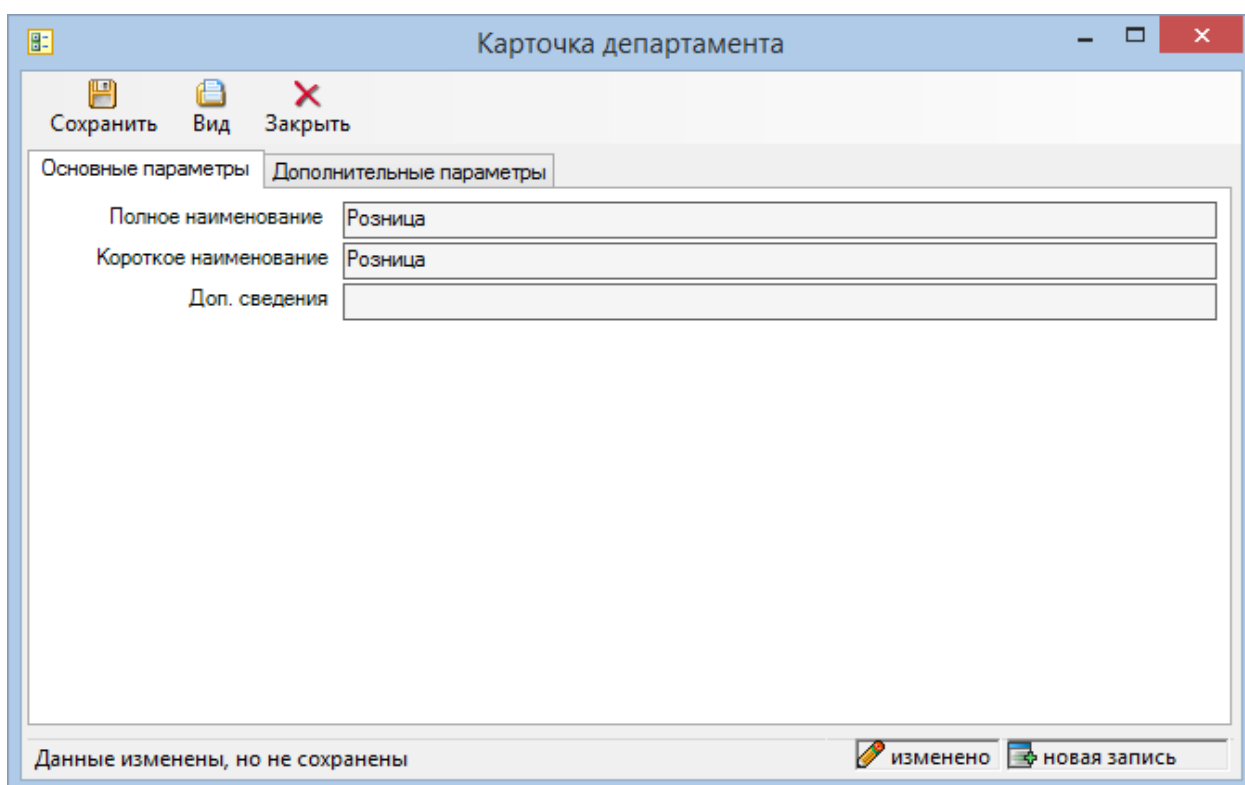 Карточка департамента
Сохранить Вид Закрыть
Основные параметры Дополнительные параметры
Полное наименование Розница
Короткое наименование Розница
Доп. сведения
Данные изменены, но не сохранены изменено новая запись